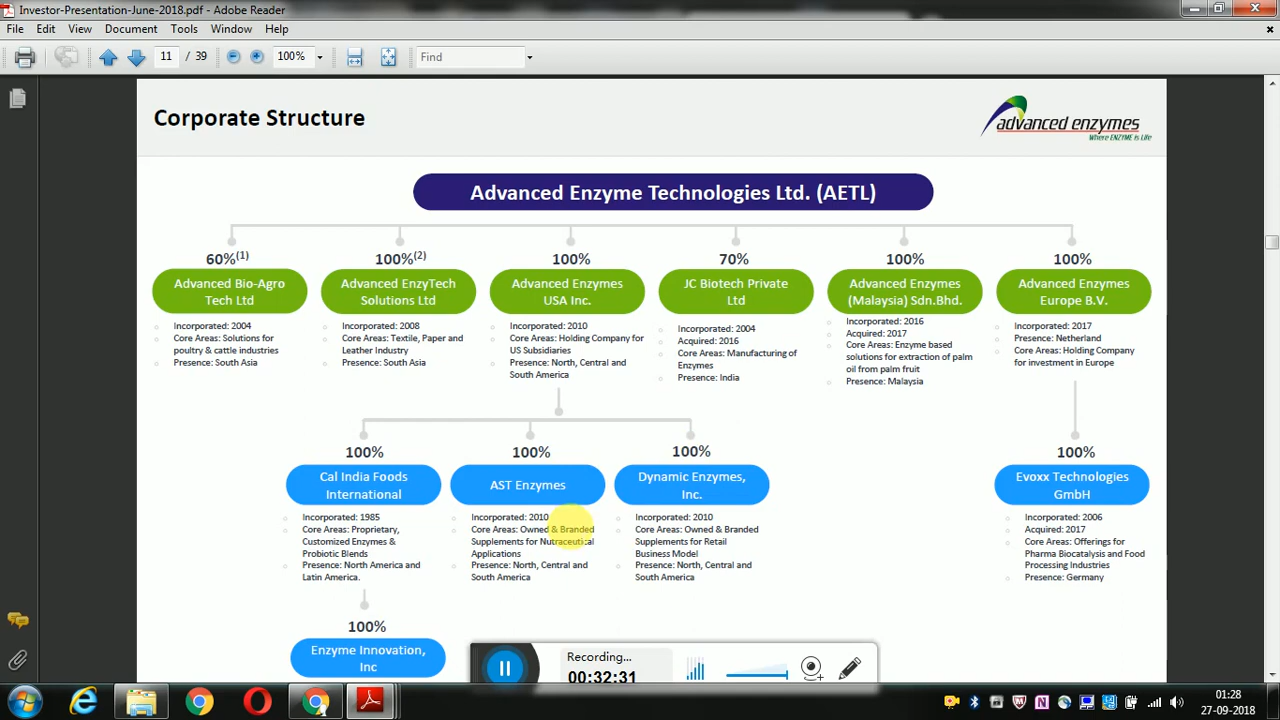 Investor-Presentation-June-2018.pdf - Adobe Reader
File Edit View Document Tools Window Help
11 / 39 100% Find
Corporate Structure
advanced enzymes
Where ENZYME is Life
Advanced Enzyme Technologies Ltd. (AETL)
60%(1)
Advanced Bio-Agro
Tech Ltd
Incorporated: 2004
Core Areas: Solutions for
poultry & cattle industries
Presence: South Asia
100%(2)
Advanced EnzyTech
Solutions Ltd
Incorporated: 2008
Core Areas: Textile, Paper and
Leather Industry
Presence: South Asia
100%
Advanced Enzymes
USA Inc.
Incorporated: 2010
Core Areas: Holding Company for
US Subsidiaries
Presence: North, Central and
South America
70%
JC Biotech Private
Ltd
Incorporated: 2004
Acquired: 2016
Core Areas: Manufacturing of
Enzymes
Presence: India
100%
Advanced Enzymes
(Malaysia) Sdn.Bhd.
Incorporated: 2016
Acquired: 2017
Core Areas: Enzyme based
solutions for extraction of palm
oil from palm fruit
Presence: Malaysia
100%
Advanced Enzymes
Europe B.V.
Incorporated: 2017
Presence: Netherland
Core Areas: Holding Company
for investment in Europe
100%
Cal India Foods
International
Incorporated: 1985
Core Areas: Proprietary,
Customized Enzymes &
Probiotic Blends
Presence: North America and
Latin America.
100%
AST Enzymes
Incorporated: 2010
Core Areas: Owned & Branded
Supplements for Nutraceutical
Applications
Presence: North, Central and
South America
100%
Dynamic Enzymes,
Inc.
Incorporated: 2010
Core Areas: Owned & Branded
Supplements for Retail
Business Model
Presence: North, Central and
South America
100%
Evoxx Technologies
GmbH
Incorporated: 2006
Acquired: 2017
Core Areas: Offerings for
Pharma Biocatalysis and Food
Processing Industries
Presence: Germany
100%
Enzyme Innovation,
Inc
Recording...
00:32:31
01:28
27-09-2018